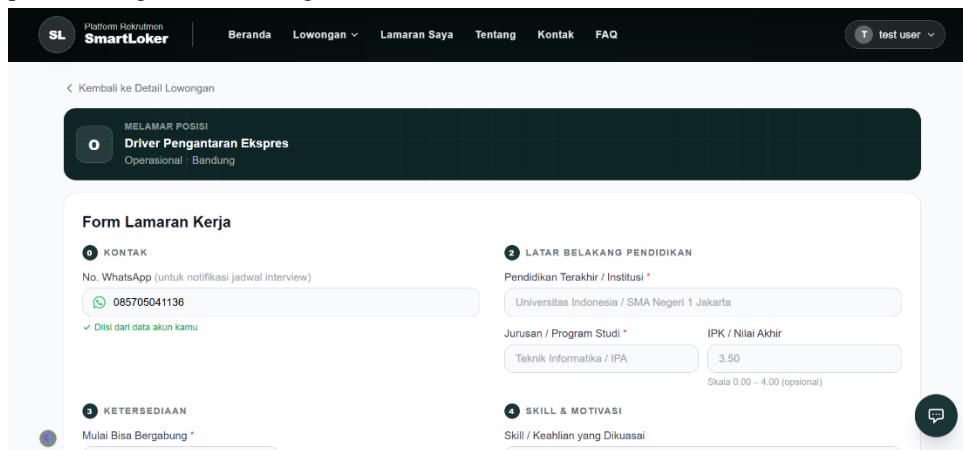 SL
Platform Rekrutmen
SmartLoker
Beranda Lowongan Lamaran Saya Tentang Kontak FAQ
T test user
Kembali ke Detail Lowongan
O
MELAMAR POSISI
Driver Pengantaran Ekspres
Operasional · Bandung
Form Lamaran Kerja
0 KONTAK
No. WhatsApp (untuk notifikasi jadwal interview)
085705041136
Diisi dari data akun kamu
2 LATAR BELAKANG PENDIDIKAN
Pendidikan Terakhir / Institusi *
Universitas Indonesia / SMA Negeri 1 Jakarta
Jurusan / Program Studi *
Teknik Informatika / IPA
IPK / Nilai Akhir
3.50
Skala 0.00 – 4.00 (opsional)
3 KETERSEDIAAN
Mulai Bisa Bergabung *
4 SKILL & MOTIVASI
Skill / Keahlian yang Dikuasai